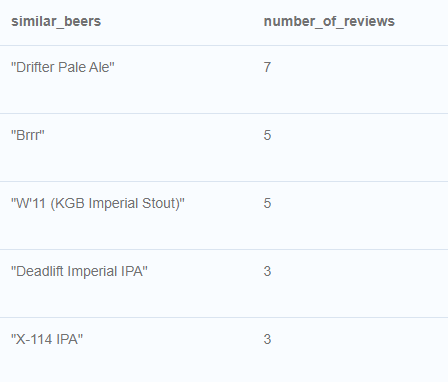 similar_beers number_of_reviews
"Drifter Pale Ale" 7
"Brrr" 5
"W'11 (KGB Imperial Stout)" 5
"Deadlift Imperial IPA" 3
"X-114 IPA" 3